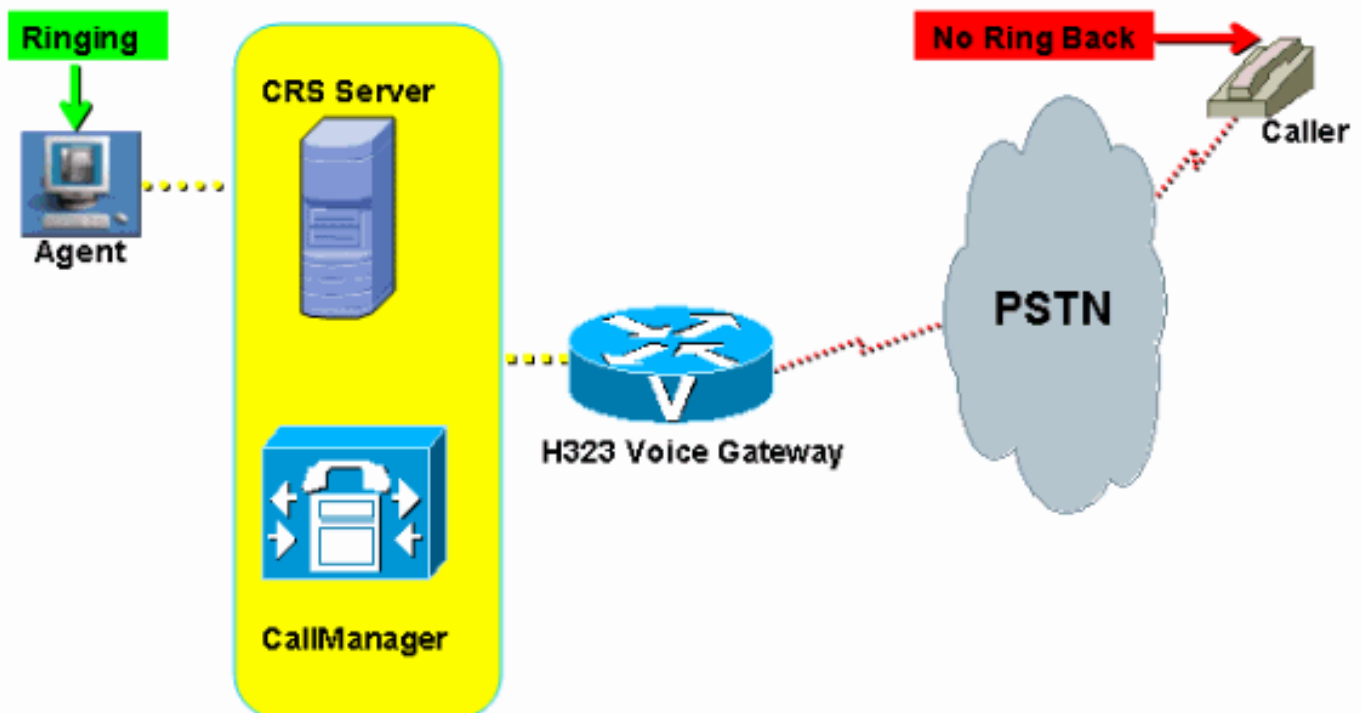 Ringing
No Ring Back
CRS Server
Caller
Agent
PSTN
V
H323 Voice Gateway
CallManager